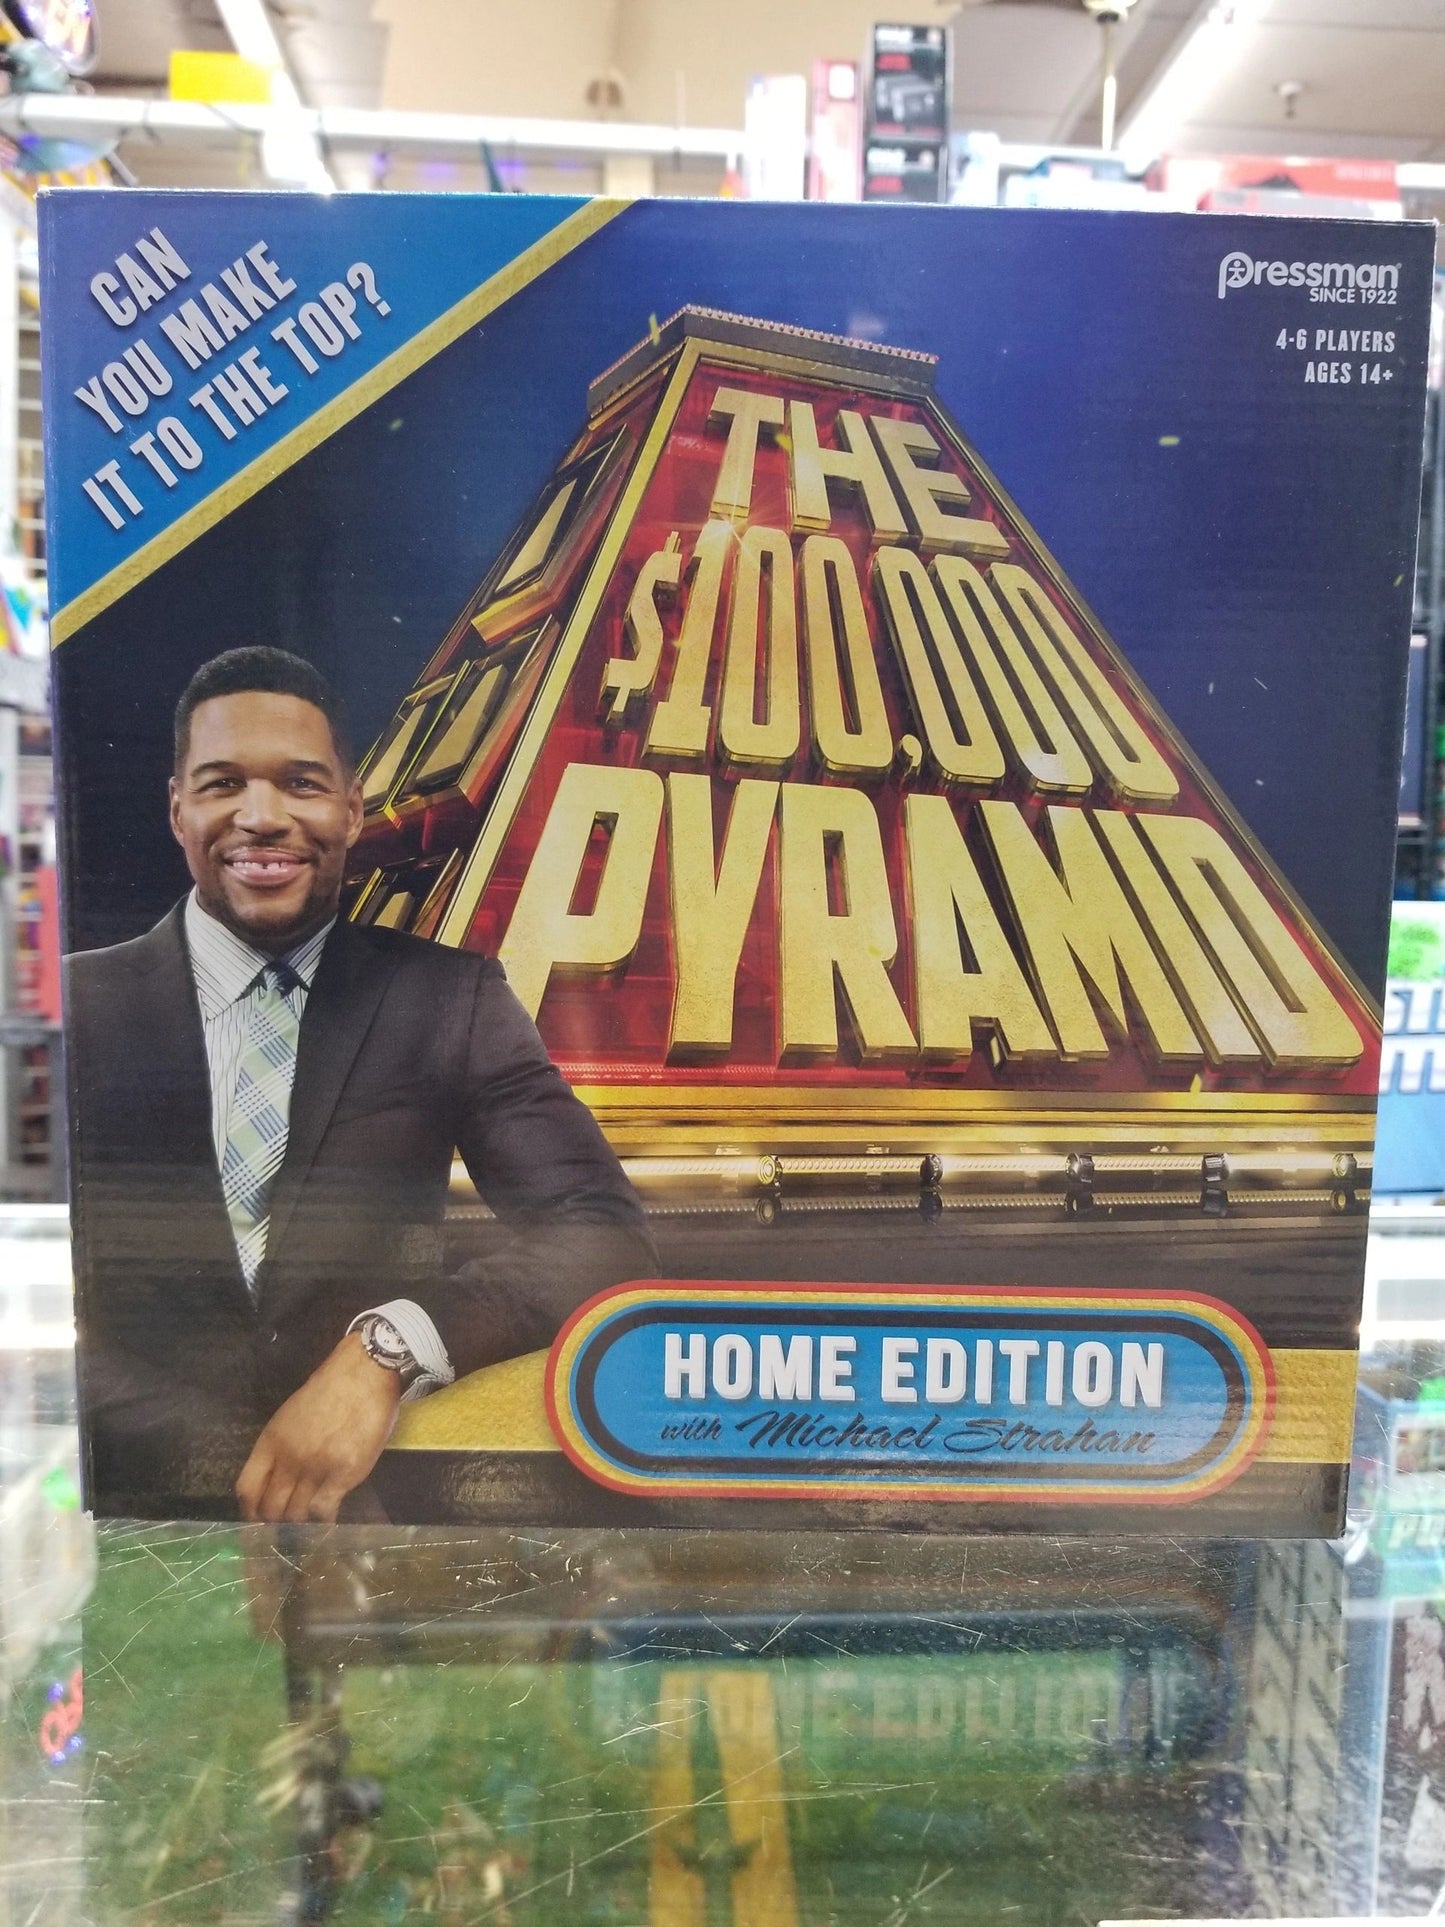 CAN
YOU MAKE
IT TO THE TOP?
Pressman
SINCE 1922
4-6 PLAYERS
AGES 14+
THE
$100,000
PYRAMID
HOME EDITION
with Michael Strahan